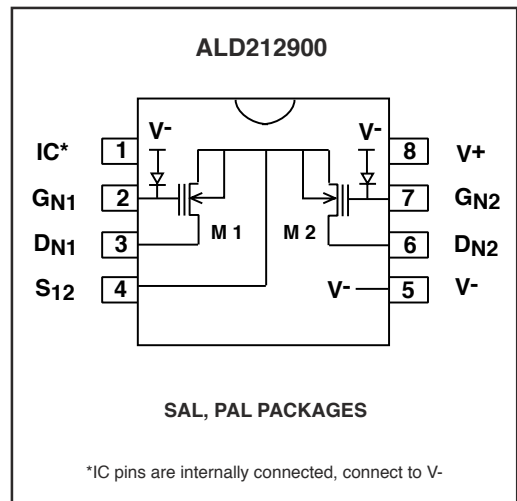 ALD212900
IC* 1 V- V- 8 V+
GN1 2 7 GN2
DN1 3 M 1 M 2 6 DN2
S12 4 V- 5 V-
SAL, PAL PACKAGES
*IC pins are internally connected, connect to V-